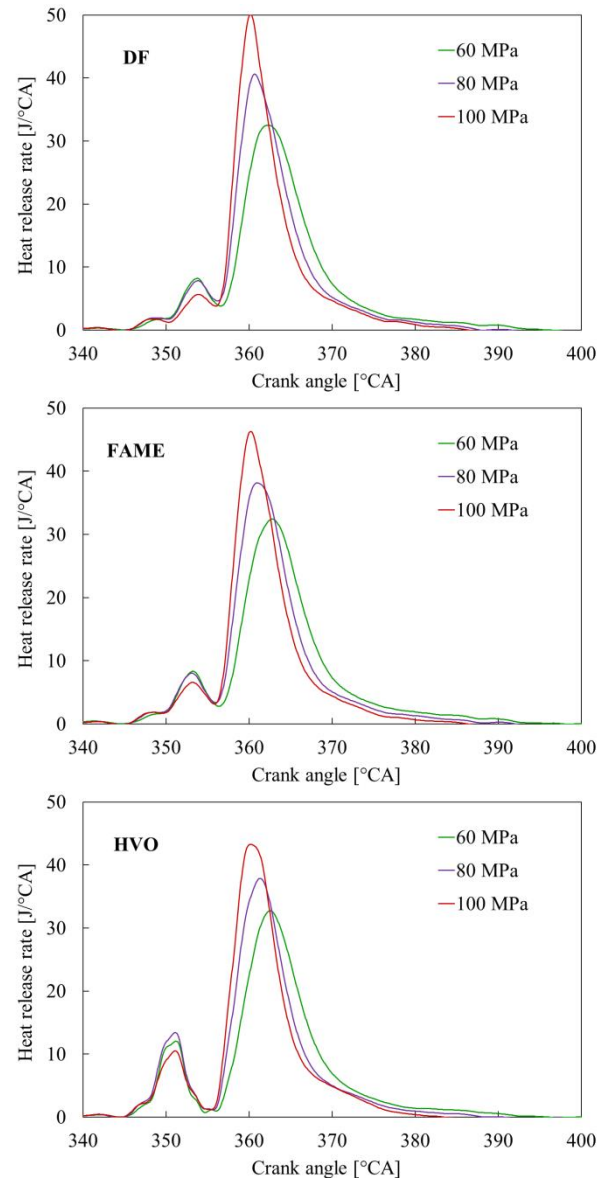 50
DF
60 MPa
40
80 MPa
100 MPa
30
20
10
0
Heat release rate [J/°CA]
340 350 360 370 380 390 400
Crank angle [°CA]
50
FAME
60 MPa
40
80 MPa
100 MPa
30
20
10
0
Heat release rate [J/°CA]
340 350 360 370 380 390 400
Crank angle [°CA]
50
HVO
60 MPa
40
80 MPa
100 MPa
30
20
10
0
Heat release rate [J/°CA]
340 350 360 370 380 390 400
Crank angle [°CA]